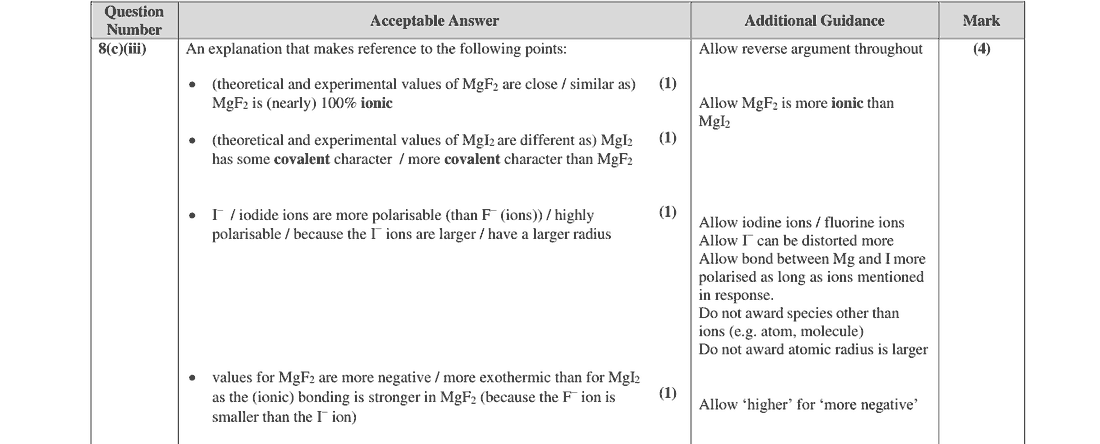 Question Number
Acceptable Answer
Additional Guidance
Mark
8(c)(iii)
An explanation that makes reference to the following points:
Allow reverse argument throughout
(4)
• (theoretical and experimental values of MgF₂ are close / similar as) (1)
MgF₂ is (nearly) 100% ionic
Allow MgF₂ is more ionic than
MgI₂
• (theoretical and experimental values of MgI₂ are different as) MgI₂ (1)
has some covalent character / more covalent character than MgF₂
• I⁻ / iodide ions are more polarisable (than F⁻ (ions)) / highly (1)
polarisable / because the I⁻ ions are larger / have a larger radius
Allow iodine ions / fluorine ions
Allow I⁻ can be distorted more
Allow bond between Mg and I more
polarised as long as ions mentioned
in response.
Do not award species other than
ions (e.g. atom, molecule)
Do not award atomic radius is larger
• values for MgF₂ are more negative / more exothermic than for MgI₂
as the (ionic) bonding is stronger in MgF₂ (because the F⁻ ion is (1)
smaller than the I⁻ ion)
Allow ‘higher’ for ‘more negative’